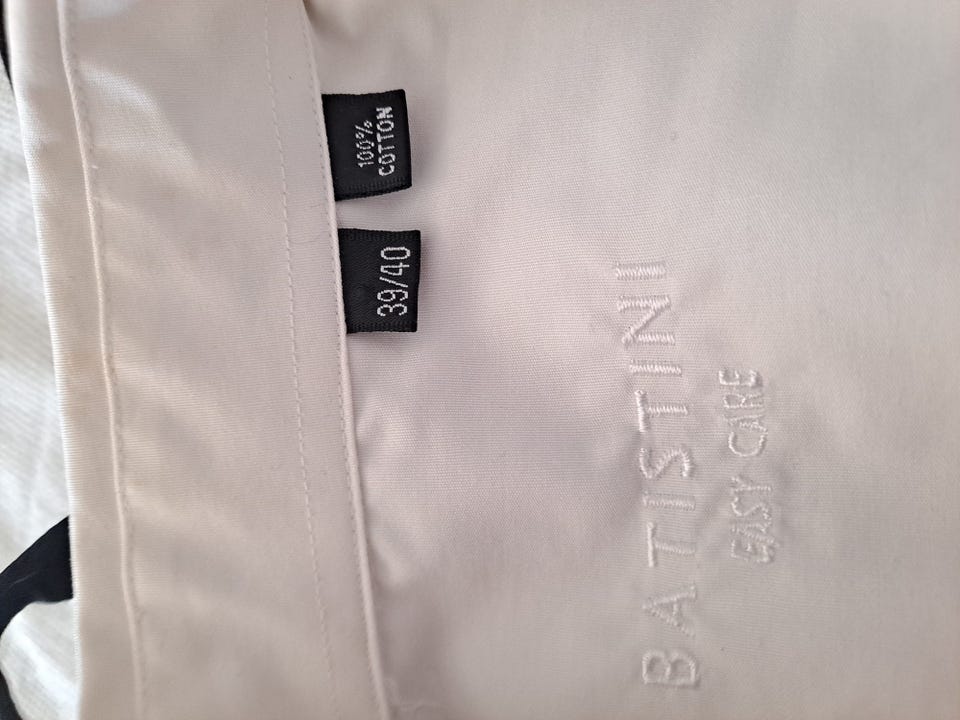 100%
COTTON
39/40
BATISTINI
EASY CARE